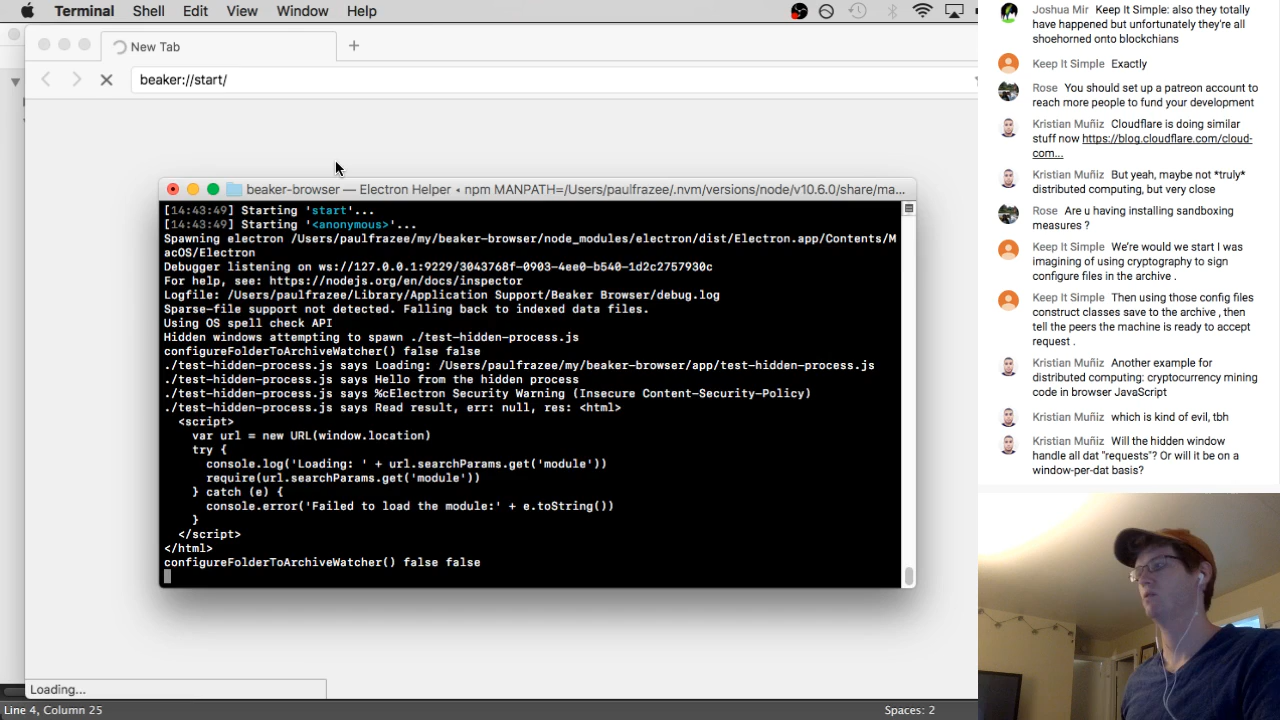 Terminal Shell Edit View Window Help
New Tab
beaker://start/
beaker-browser — Electron Helper ◂ npm MANPATH=/Users/paulfrazee/.nvm/versions/node/v10.6.0/share/ma...
[14:43:49] Starting 'start'...
[14:43:49] Starting '<anonymous>'...
Spawning electron /Users/paulfrazee/my/beaker-browser/node_modules/electron/dist/Electron.app/Contents/M
acOS/Electron
Debugger listening on ws://127.0.0.1:9229/3043768f-0903-4ee0-b540-1d2c2757930c
For help, see: https://nodejs.org/en/docs/inspector
Logfile: /Users/paulfrazee/Library/Application Support/Beaker Browser/debug.log
Sparse-file support not detected. Falling back to indexed data files.
Using OS spell check API
Hidden windows attempting to spawn ./test-hidden-process.js
configureFolderToArchiveWatcher() false false
./test-hidden-process.js says Loading: /Users/paulfrazee/my/beaker-browser/app/test-hidden-process.js
./test-hidden-process.js says Hello from the hidden process
./test-hidden-process.js says %cElectron Security Warning (Insecure Content-Security-Policy)
./test-hidden-process.js says Read result, err: null, res: <html>
<script>
var url = new URL(window.location)
try {
console.log('Loading: ' + url.searchParams.get('module'))
require(url.searchParams.get('module'))
} catch (e) {
console.error('Failed to load the module:' + e.toString())
}
</script>
</html>
configureFolderToArchiveWatcher() false false
Loading...
Line 4, Column 25
Spaces: 2
Joshua Mir Keep It Simple: also they totally
have happened but unfortunately they're all
shoehorned onto blockchians
Keep It Simple Exactly
Rose You should set up a patreon account to
reach more people to fund your development
Kristian Muñiz Cloudflare is doing similar
stuff now https://blog.cloudflare.com/cloud-
com...
Kristian Muñiz But yeah, maybe not *truly*
distributed computing, but very close
Rose Are u having installing sandboxing
measures ?
Keep It Simple We're would we start I was
imagining of using cryptography to sign
configure files in the archive .
Keep It Simple Then using those config files
construct classes save to the archive , then
tell the peers the machine is ready to accept
request .
Kristian Muñiz Another example for
distributed computing: cryptocurrency mining
code in browser JavaScript
Kristian Muñiz which is kind of evil, tbh
Kristian Muñiz Will the hidden window
handle all dat "requests"? Or will it be on a
window-per-dat basis?